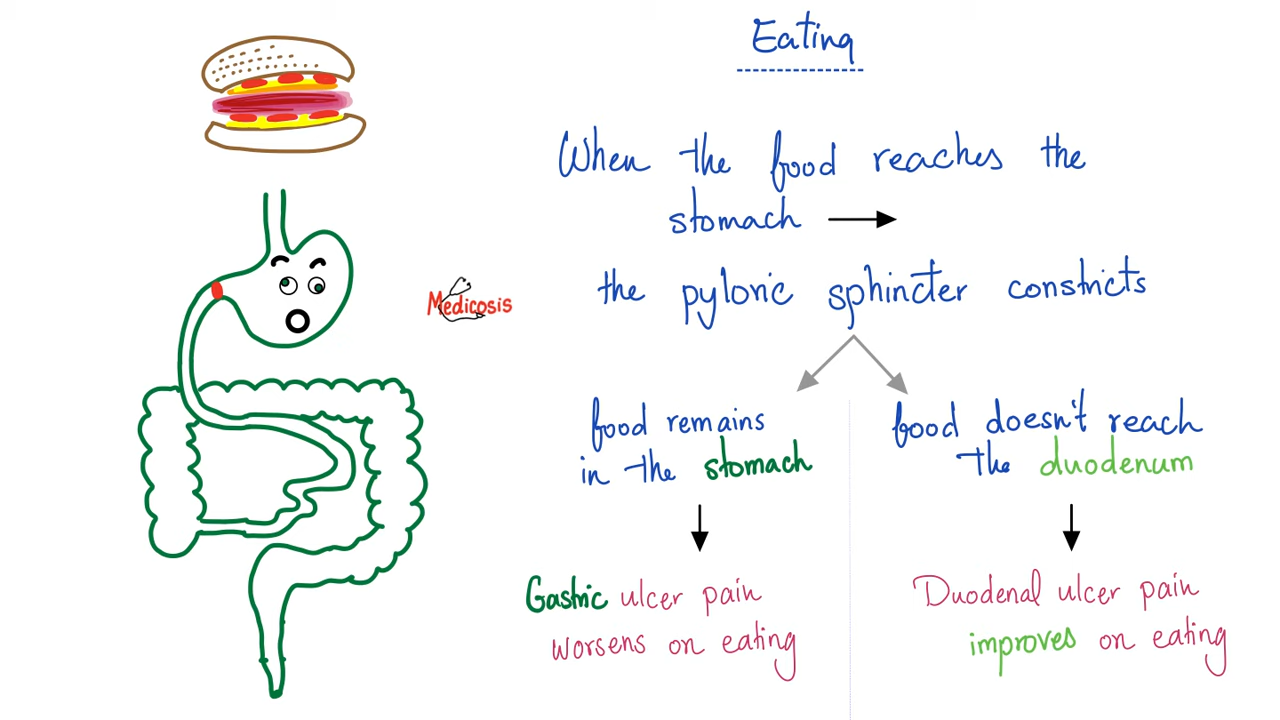 Eating
When the food reaches the
stomach →
the pyloric sphincter constricts
food remains
in the stomach
Gastric ulcer pain
worsens on eating
food doesn't reach
the duodenum
Duodenal ulcer pain
improves on eating
Medicosis